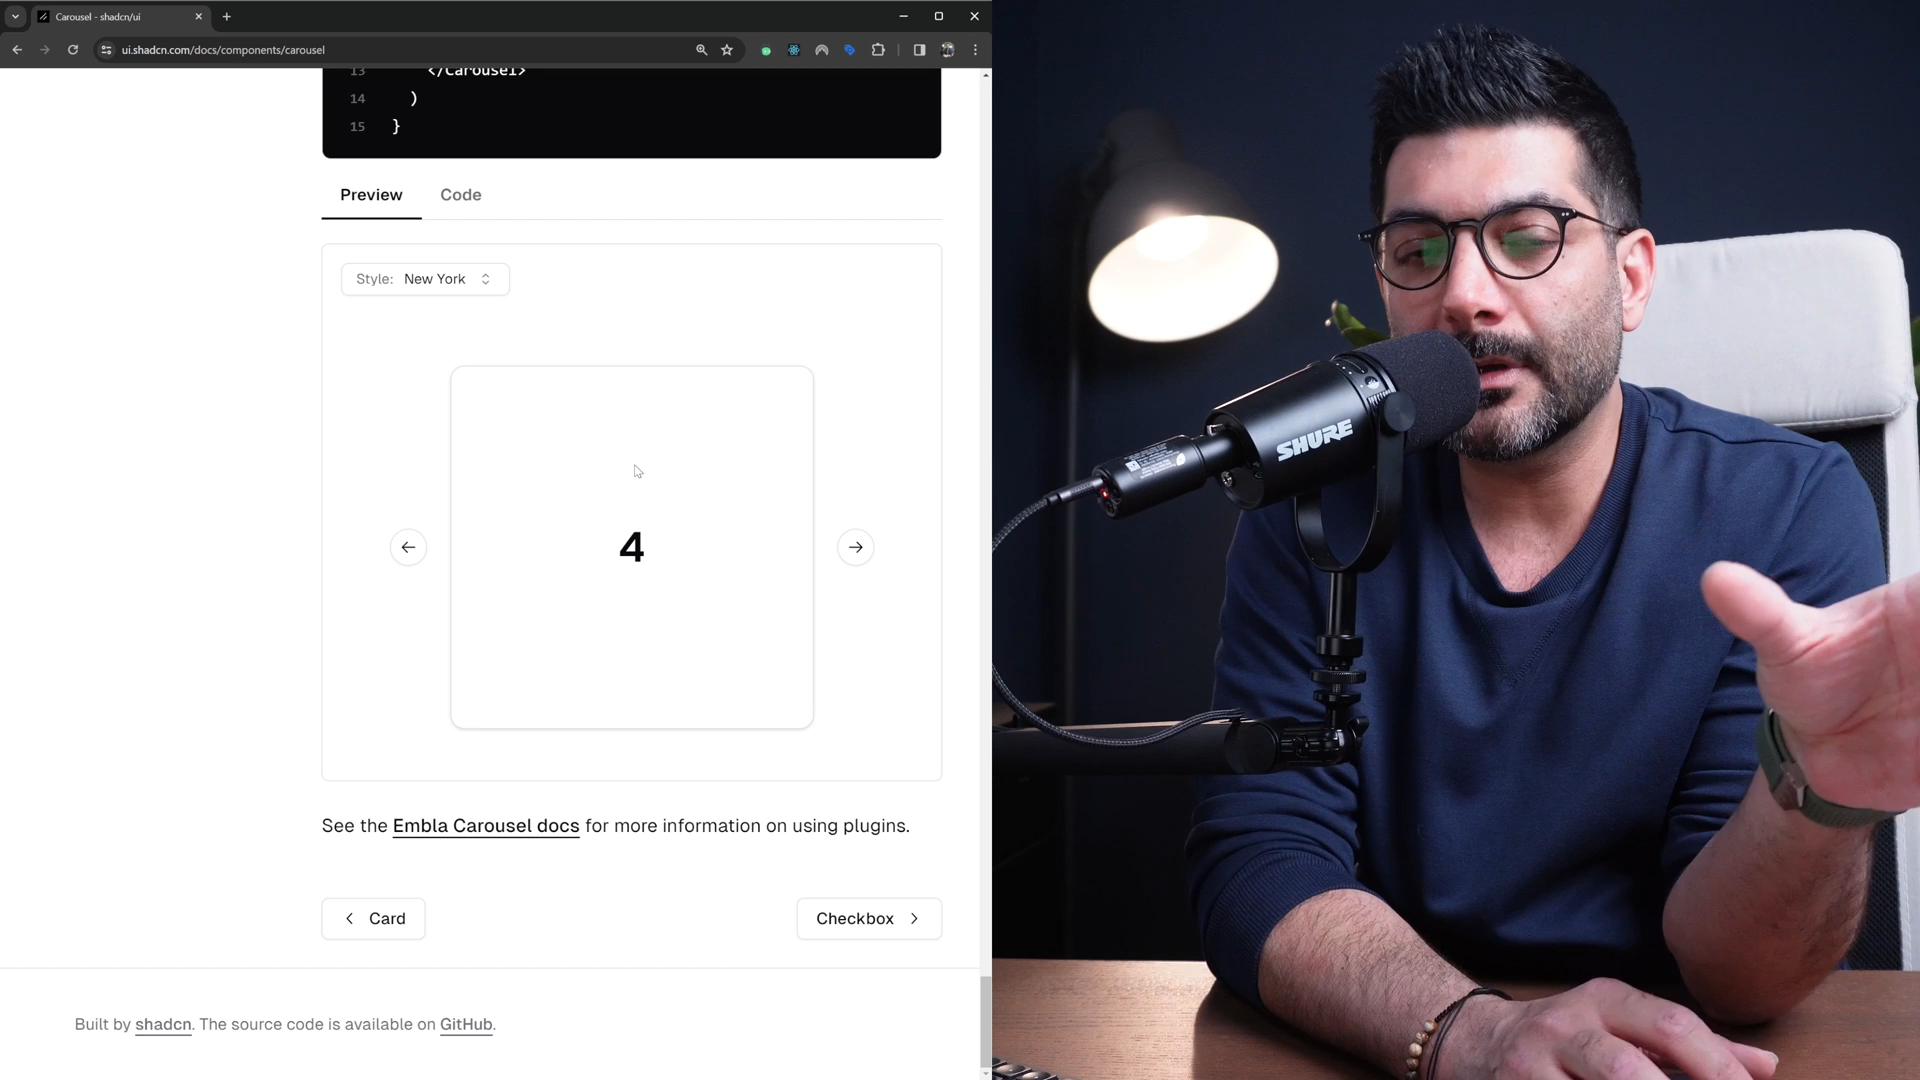 Carousel - shadcn/ui
ui.shadcn.com/docs/components/carousel
13 </Carousel>
14 )
15 }
Preview Code
Style: New York
4
See the Embla Carousel docs for more information on using plugins.
Card
Checkbox
Built by shadcn. The source code is available on GitHub.
SHURE